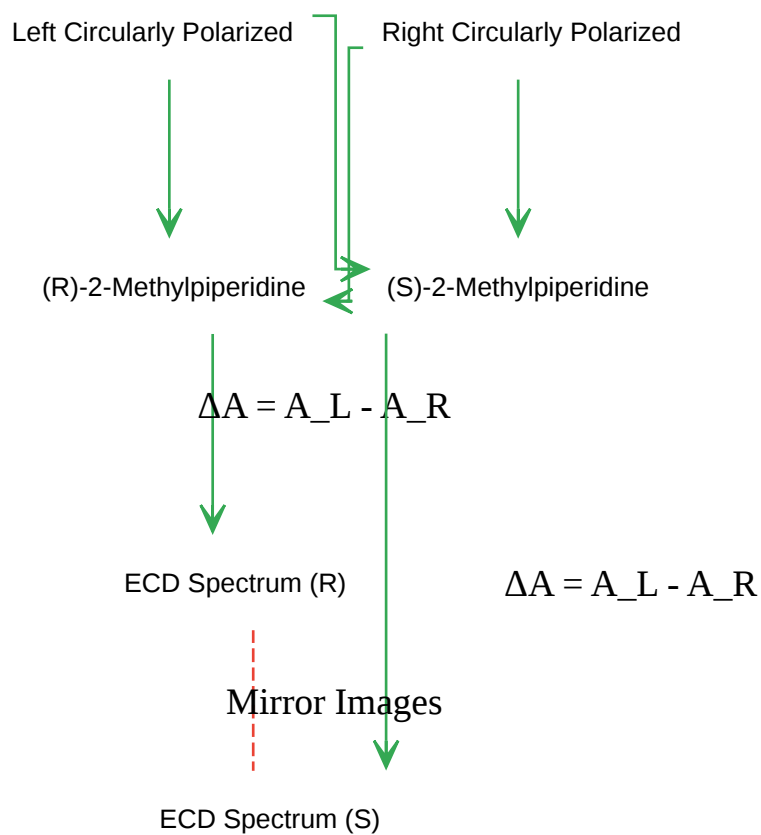 Left Circularly Polarized
Right Circularly Polarized
(R)-2-Methylpiperidine
(S)-2-Methylpiperidine
ΔA = A_L - A_R
ECD Spectrum (R)
ΔA = A_L - A_R
Mirror Images
ECD Spectrum (S)